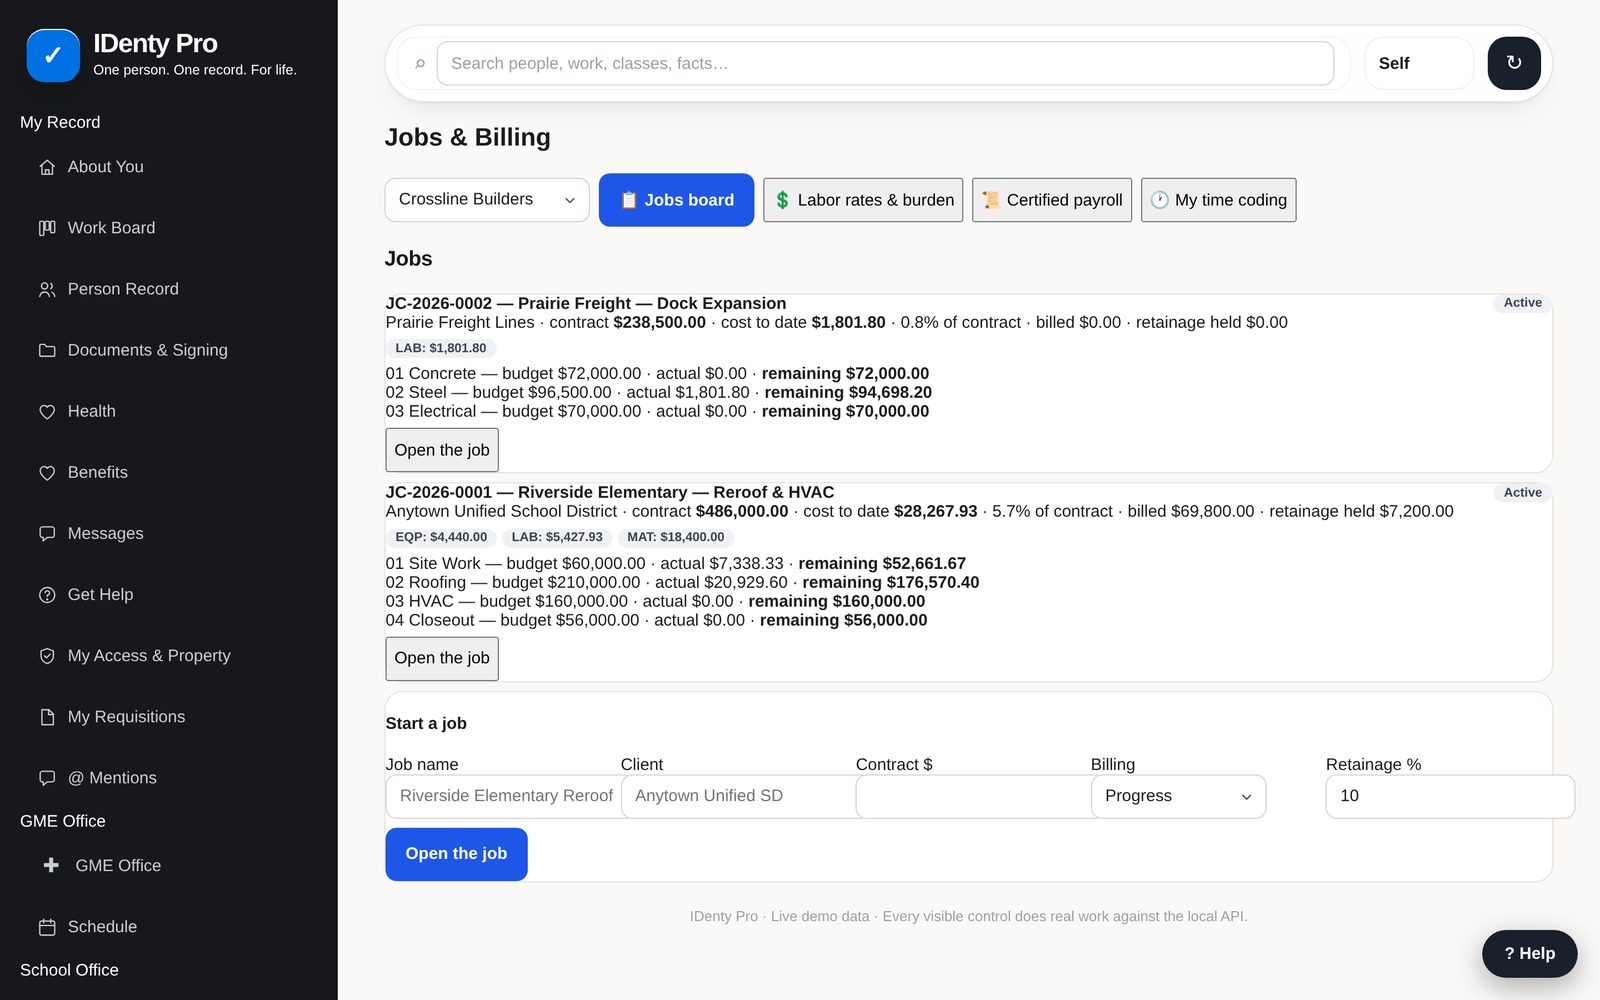 ✓ IDenty Pro
One person. One record. For life.
My Record
About You
Work Board
Person Record
Documents & Signing
Health
Benefits
Messages
Get Help
My Access & Property
My Requisitions
@ Mentions
GME Office
GME Office
Schedule
School Office
Search people, work, classes, facts…
Self
Jobs & Billing
Crossline Builders
📋 Jobs board
💲 Labor rates & burden
📜 Certified payroll
🕐 My time coding
Jobs
JC-2026-0002 — Prairie Freight — Dock Expansion
Active
Prairie Freight Lines · contract $238,500.00 · cost to date $1,801.80 · 0.8% of contract · billed $0.00 · retainage held $0.00
LAB: $1,801.80
01 Concrete — budget $72,000.00 · actual $0.00 · remaining $72,000.00
02 Steel — budget $96,500.00 · actual $1,801.80 · remaining $94,698.20
03 Electrical — budget $70,000.00 · actual $0.00 · remaining $70,000.00
Open the job
JC-2026-0001 — Riverside Elementary — Reroof & HVAC
Active
Anytown Unified School District · contract $486,000.00 · cost to date $28,267.93 · 5.7% of contract · billed $69,800.00 · retainage held $7,200.00
EQP: $4,440.00 LAB: $5,427.93 MAT: $18,400.00
01 Site Work — budget $60,000.00 · actual $7,338.33 · remaining $52,661.67
02 Roofing — budget $210,000.00 · actual $20,929.60 · remaining $176,570.40
03 HVAC — budget $160,000.00 · actual $0.00 · remaining $160,000.00
04 Closeout — budget $56,000.00 · actual $0.00 · remaining $56,000.00
Open the job
Start a job
Job name Client Contract $ Billing Retainage %
Riverside Elementary Reroof Anytown Unified SD Progress 10
Open the job
IDenty Pro · Live demo data · Every visible control does real work against the local API.
? Help